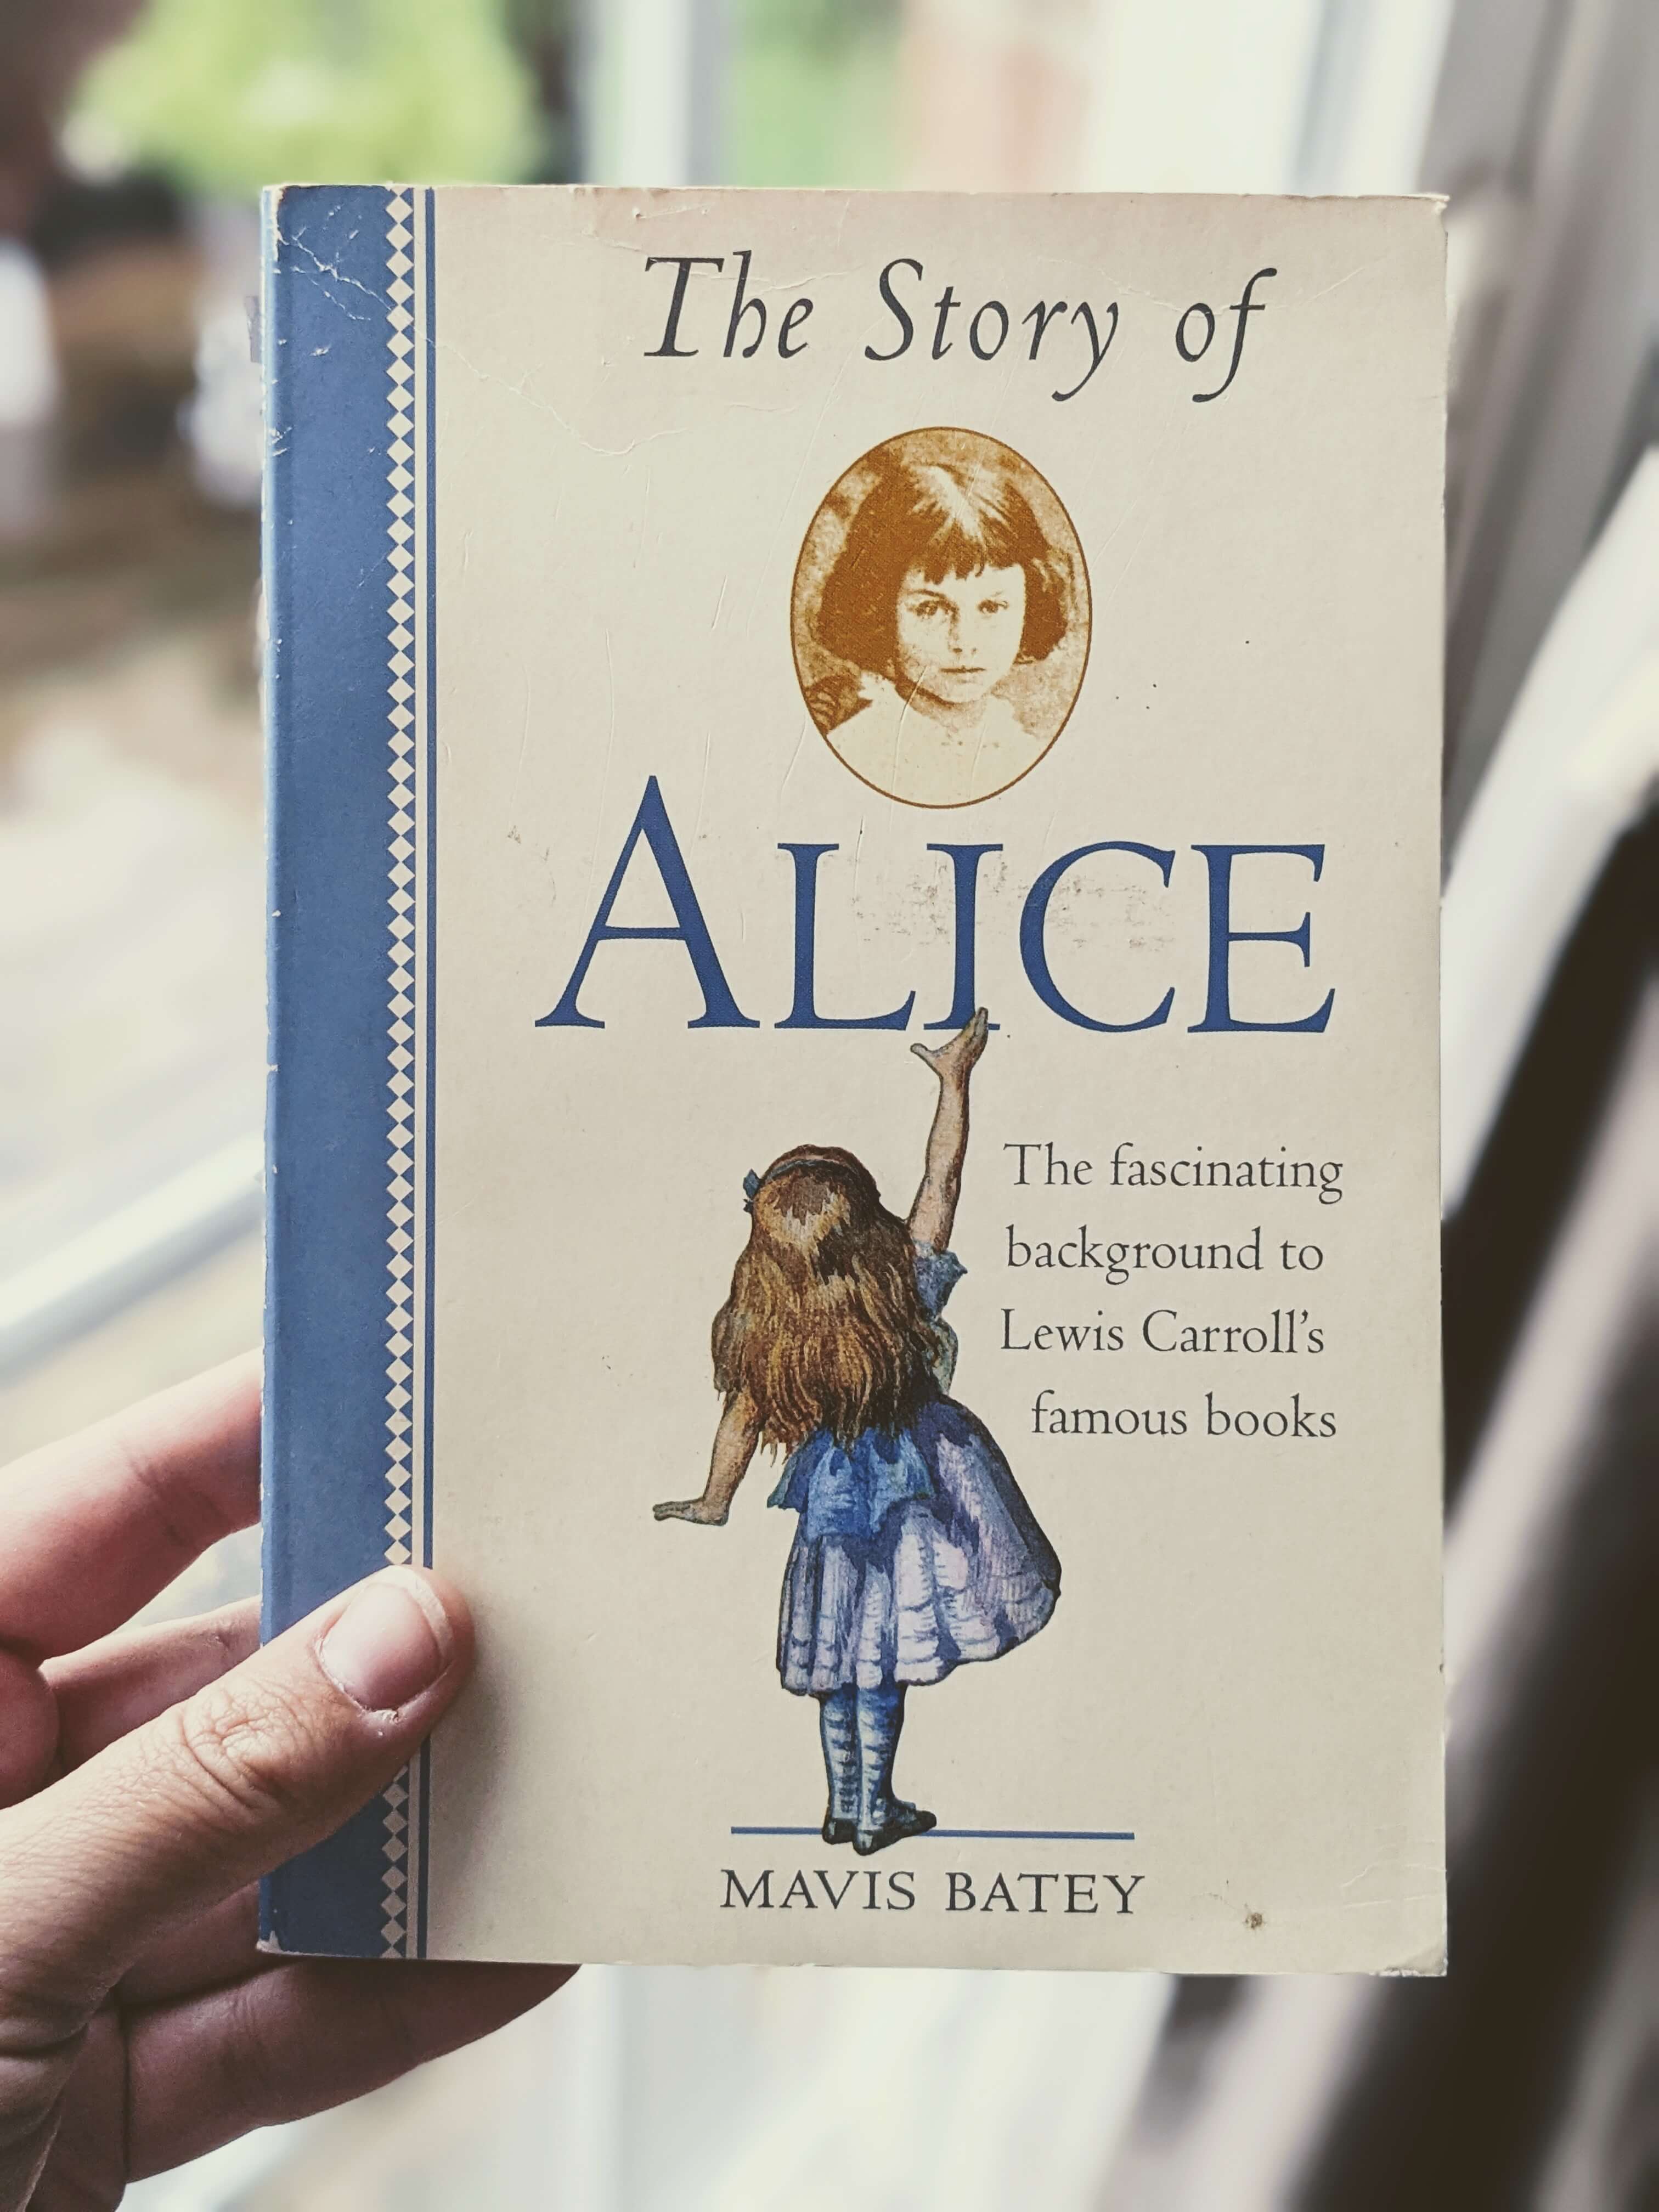 The Story of
ALICE
The fascinating
background to
Lewis Carroll's
famous books
MAVIS BATEY